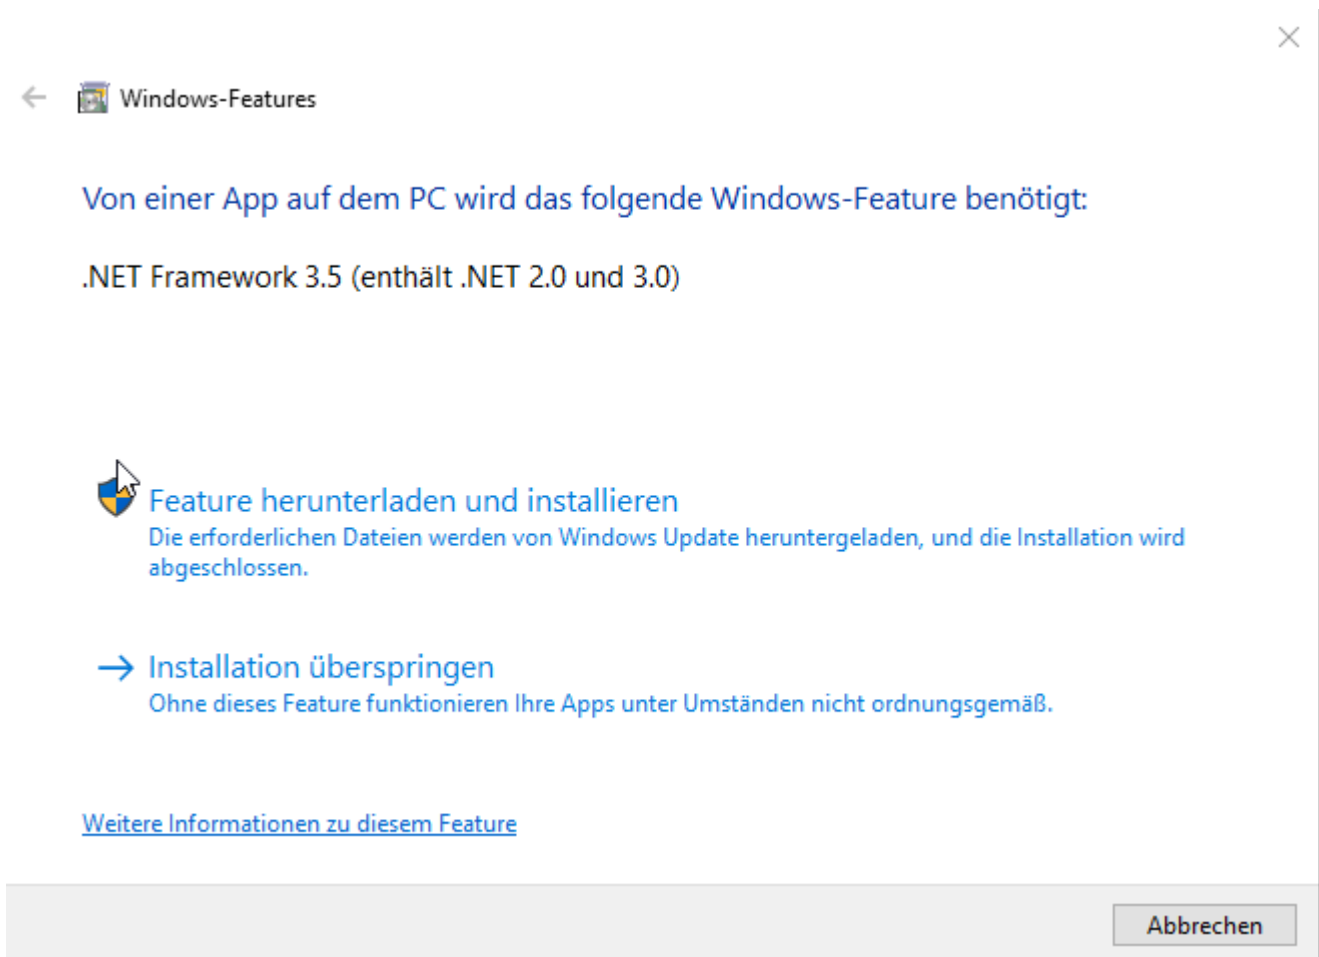 Windows-Features
Von einer App auf dem PC wird das folgende Windows-Feature benötigt:
.NET Framework 3.5 (enthält .NET 2.0 und 3.0)
Feature herunterladen und installieren
Die erforderlichen Dateien werden von Windows Update heruntergeladen, und die Installation wird
abgeschlossen.
Installation überspringen
Ohne dieses Feature funktionieren Ihre Apps unter Umständen nicht ordnungsgemäß.
Weitere Informationen zu diesem Feature
Abbrechen